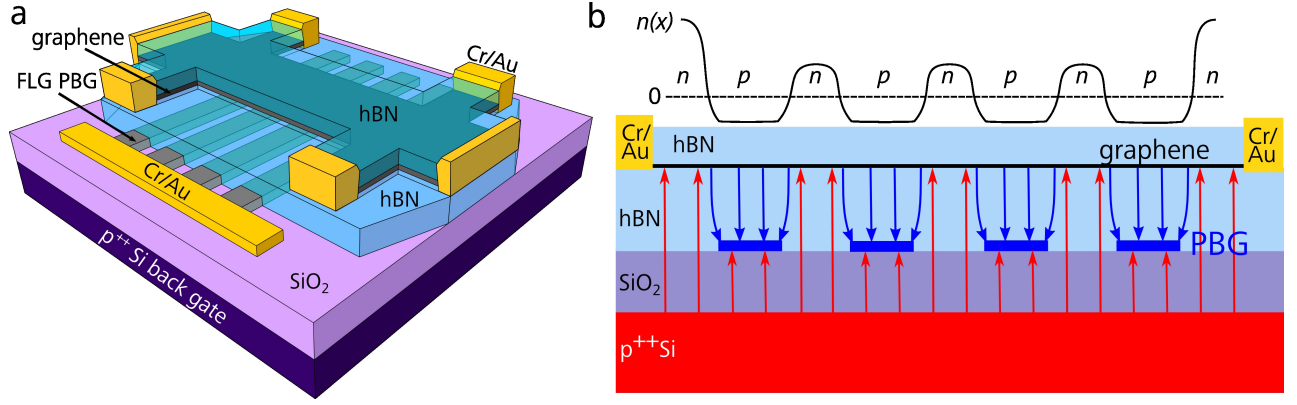 a
graphene
FLG PBG
Cr/Au
hBN
Cr/Au
hBN
SiO2
p++ Si back gate
b
n(x)
n p n p n p n p n
0
Cr/
Au
hBN
graphene
Cr/
Au
hBN
PBG
SiO2
p++Si